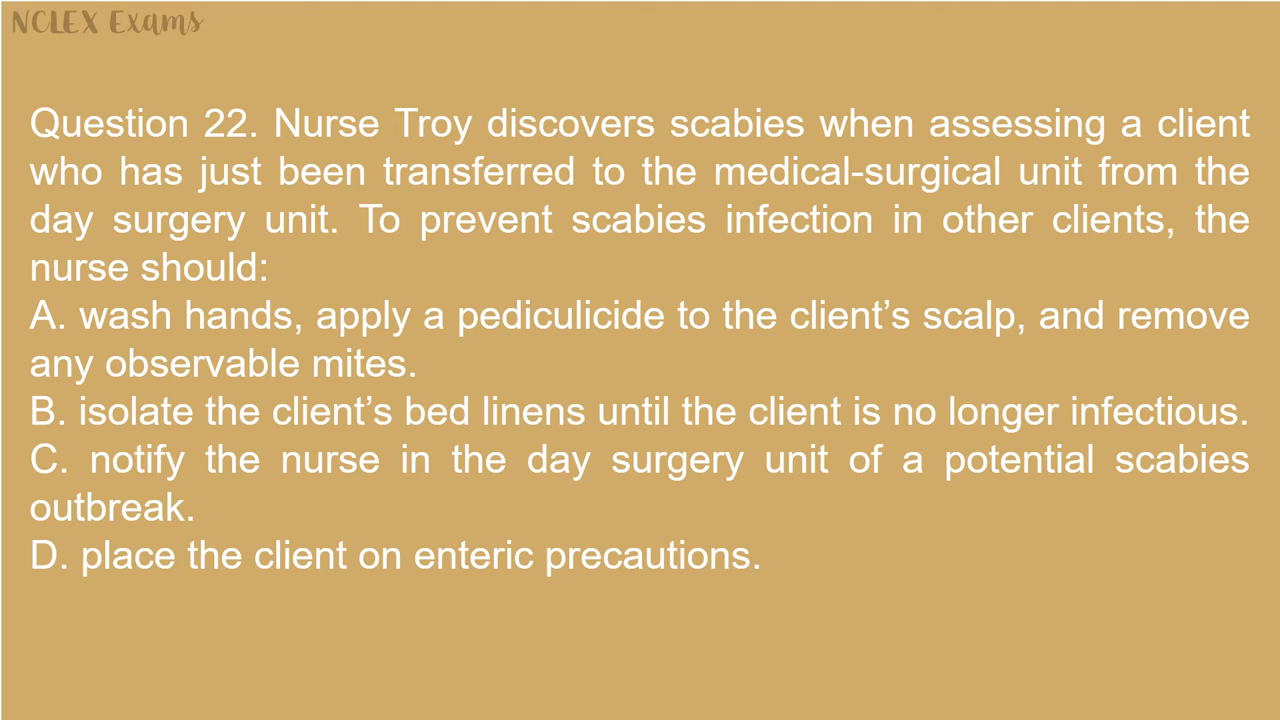 NCLEX Exams
Question 22. Nurse Troy discovers scabies when assessing a client
who has just been transferred to the medical-surgical unit from the
day surgery unit. To prevent scabies infection in other clients, the
nurse should:
A. wash hands, apply a pediculicide to the client’s scalp, and remove
any observable mites.
B. isolate the client’s bed linens until the client is no longer infectious.
C. notify the nurse in the day surgery unit of a potential scabies
outbreak.
D. place the client on enteric precautions.